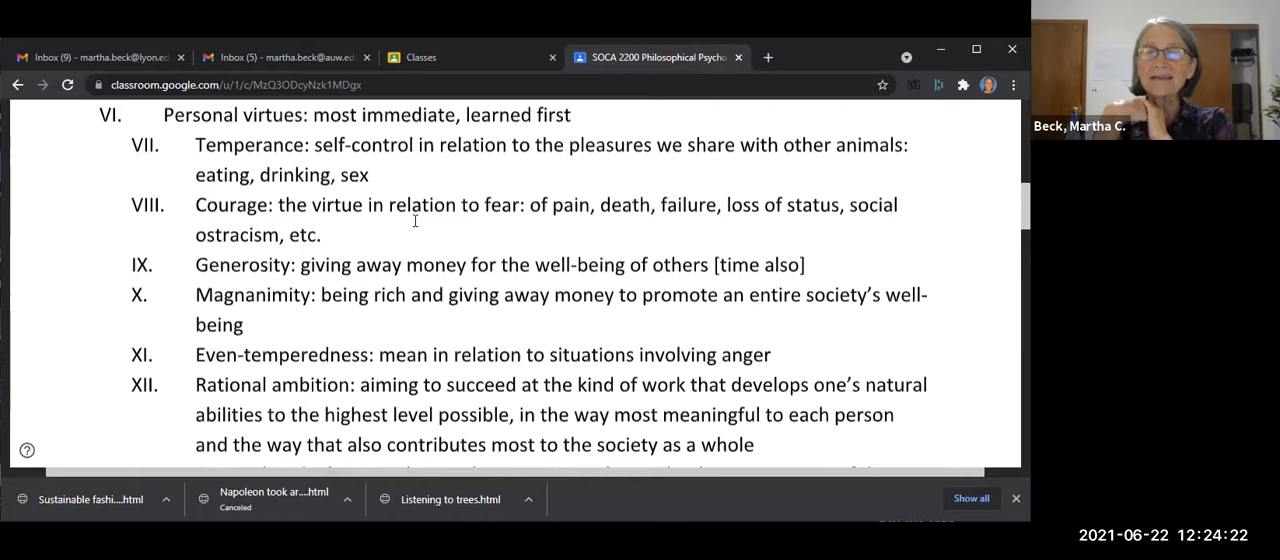 Inbox (9) - martha.beck@lyon.ed
Inbox (5) - martha.beck@auw.ed
Classes
SOCA 2200 Philosophical Psycho
classroom.google.com/u/1/c/MzQ3ODcyNzk1MDgx
Beck, Martha C.
VI. Personal virtues: most immediate, learned first
VII. Temperance: self-control in relation to the pleasures we share with other animals:
eating, drinking, sex
VIII. Courage: the virtue in relation to fear: of pain, death, failure, loss of status, social
ostracism, etc.
IX. Generosity: giving away money for the well-being of others [time also]
X. Magnanimity: being rich and giving away money to promote an entire society's well-
being
XI. Even-temperedness: mean in relation to situations involving anger
XII. Rational ambition: aiming to succeed at the kind of work that develops one's natural
abilities to the highest level possible, in the way most meaningful to each person
and the way that also contributes most to the society as a whole
Sustainable fashi....html
Napoleon took ar....html
Canceled
Listening to trees.html
Show all
2021-06-22 12:24:22